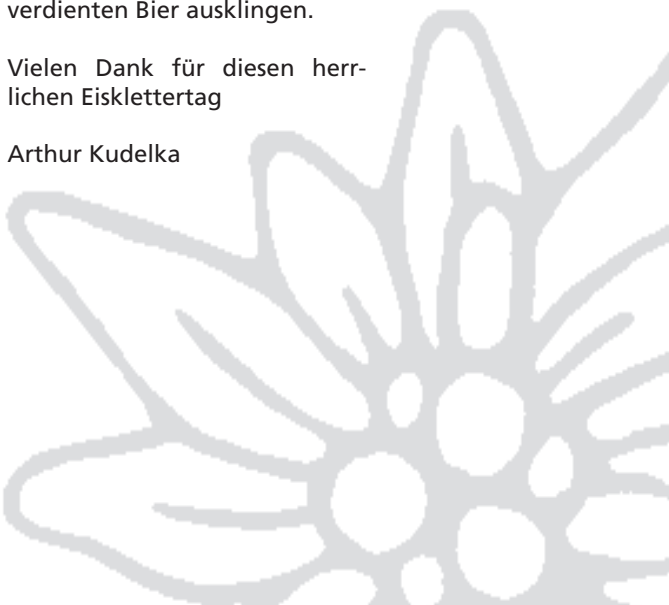 verdienten Bier ausklingen.
Vielen Dank für diesen herr-
lichen Eisklettertag
Arthur Kudelka